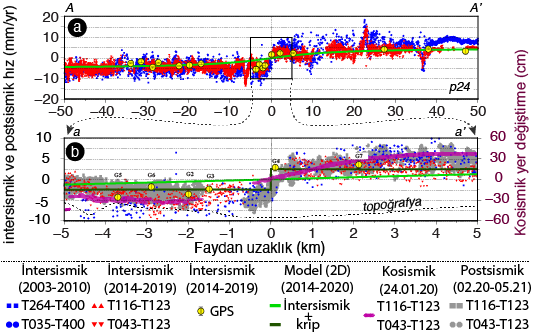 A A'
intersismik ve postsismik hız (mm/yr)
Kosismik yer değiştirme (cm)
20
15
10
5
0
−5
−10
−15
a
p24
−50 −40 −30 −20 −10 0 10 20 30 40 50
a a'
10
5
0
−5
−10
b
60
30
0
−30
−60
G5 G6 G2 G3 G4 G7
topoğrafya
−5 −4 −3 −2 −1 0 1 2 3 4 5
Faydan uzaklık (km)
İntersismik İntersismik İntersismik Model (2D) Kosismik Postsismik
(2003-2010) (2014-2019) (2014-2019) (2014-2020) (24.01.20) (02.20-05.21)
T264-T400 T116-T123 GPS İntersismik T116-T123 T116-T123
+
T035-T400 T043-T123 krip T043-T123 T043-T123